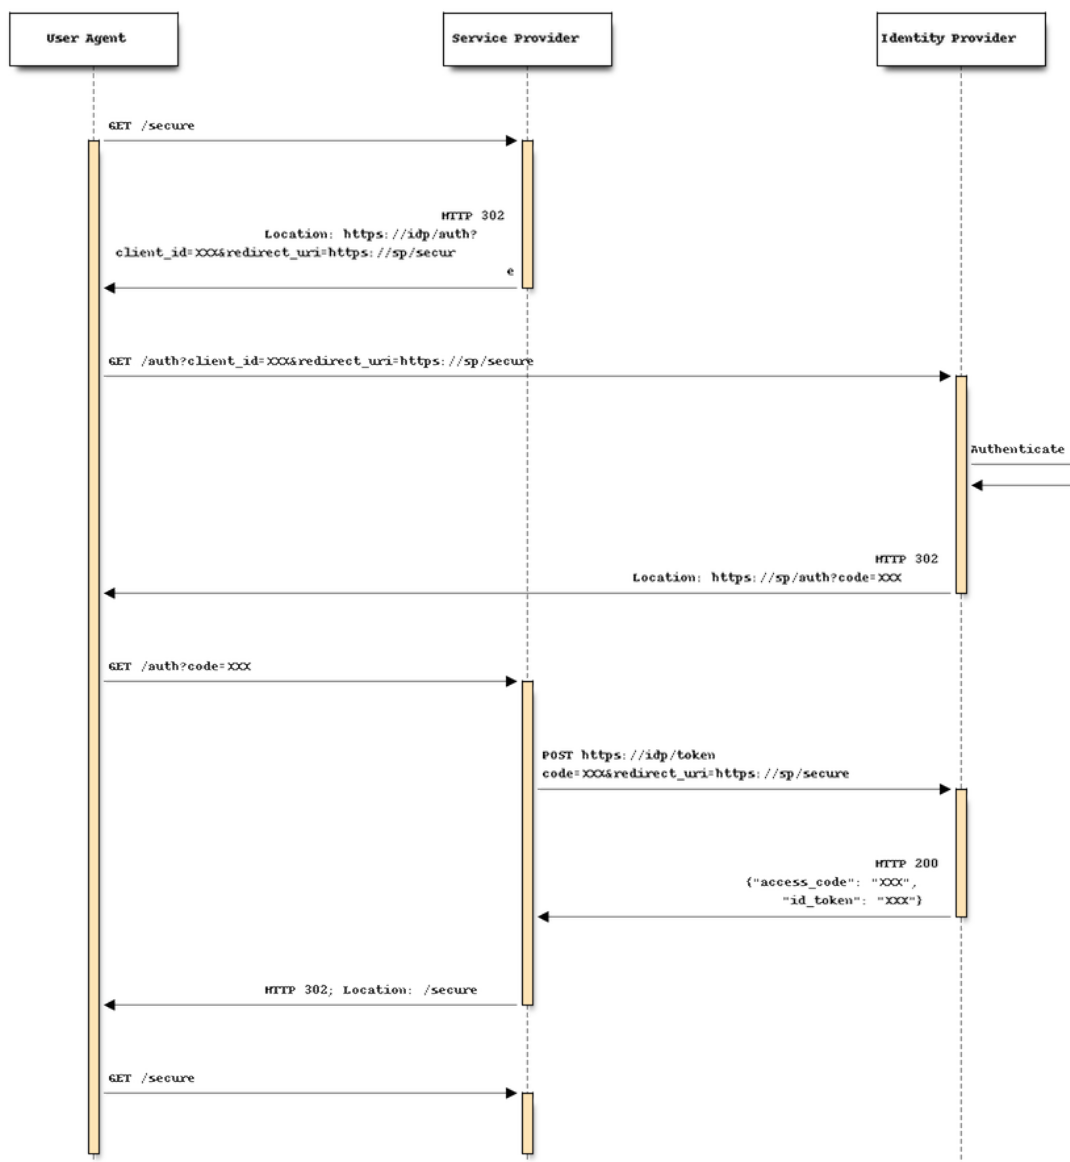 User Agent
Service Provider
Identity Provider
GET /secure
HTTP 302
Location: https://idp/auth?
client_id=XXX&redirect_uri=https://sp/secur
e
GET /auth?client_id=XXX&redirect_uri=https://sp/secure
Authenticate
HTTP 302
Location: https://sp/auth?code=XXX
GET /auth?code=XXX
POST https://idp/token
code=XXX&redirect_uri=https://sp/secure
HTTP 200
{"access_code": "XXX",
"id_token": "XXX"}
HTTP 302; Location: /secure
GET /secure